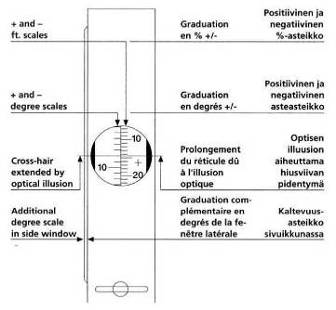 + and –
ft. scales
Graduation
en % +/-
Positiivinen ja
negatiivinen
%-asteikko
+ and –
degree scales
Graduation
en degrés +/-
Positiivinen ja
negatiivinen
asteasteikko
10
10
+
20
Cross-hair
extended by
optical illusion
Prolongement
du réticule dû
à l'illusion
optique
Optisen
illuusion
aiheuttama
hiusviivan
pidentymä
Additional
degree scale
in side window
Graduation com-
plémentaire en
degrés de la fe-
nêtre latérale
Kaltevuus-
asteikko
sivuikkunassa